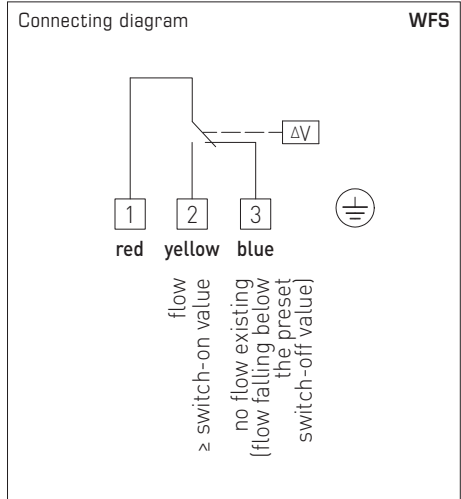 Connecting diagram WFS
ΔV
1 2 3
red yellow blue
flow
≥ switch-on value
no flow existing
(flow falling below
the preset
switch-off value)